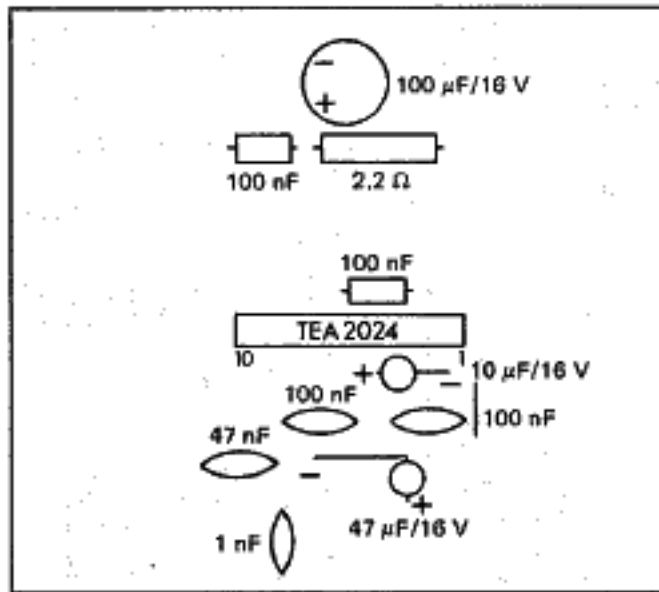 −
+
100 µF/16 V
100 nF
2.2 Ω
100 nF
TEA 2024
10
1
+
−
10 µF/16 V
100 nF
100 nF
47 nF
−
+
47 µF/16 V
1 nF